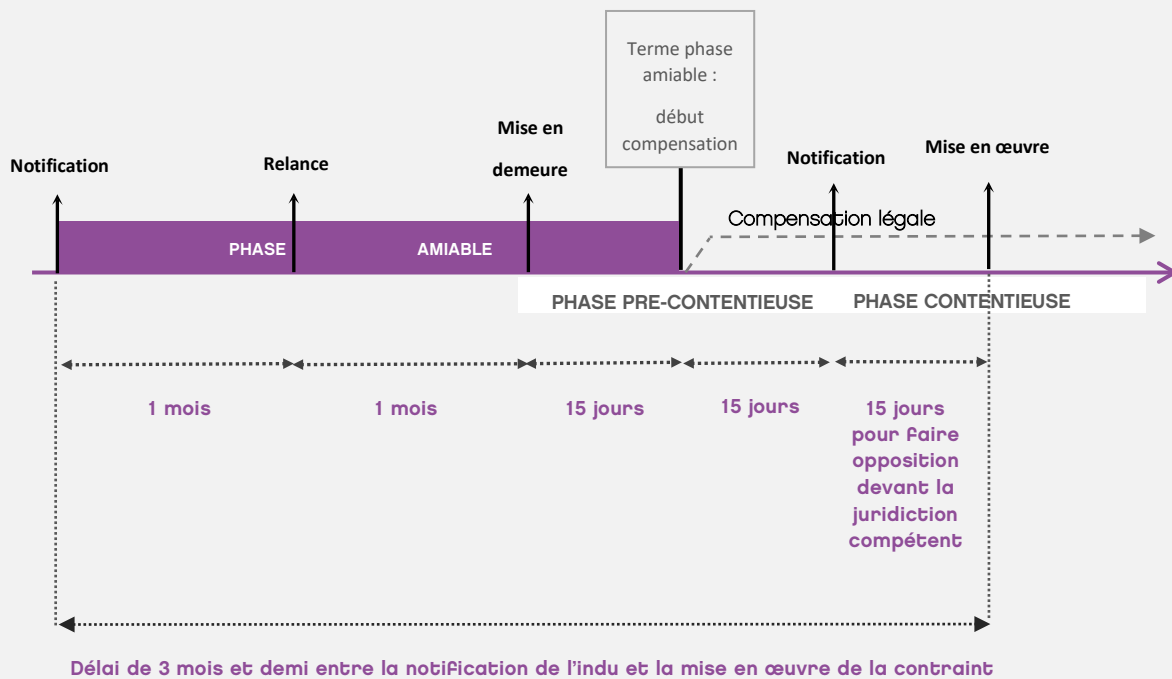 Terme phase
amiable :
début
compensation
Mise en
demeure
Notification
Relance
Notification
Mise en œuvre
Compensation légale
PHASE AMIABLE
PHASE PRE-CONTENTIEUSE
PHASE CONTENTIEUSE
1 mois
1 mois
15 jours
15 jours
15 jours
pour faire
opposition
devant la
juridiction
compétent
Délai de 3 mois et demi entre la notification de l'indu et la mise en œuvre de la contraint